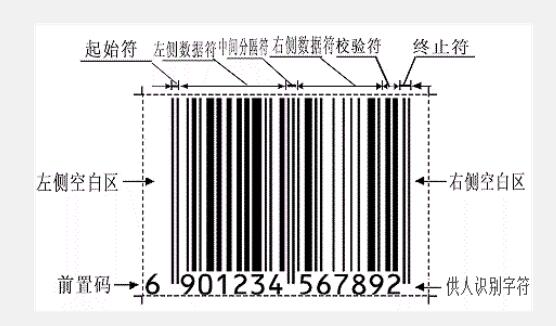 起始符 左侧数据符 中间分隔符 右侧数据符 校验符 终止符
左侧空白区 右侧空白区
前置码 6 901234 567892 供人识别字符